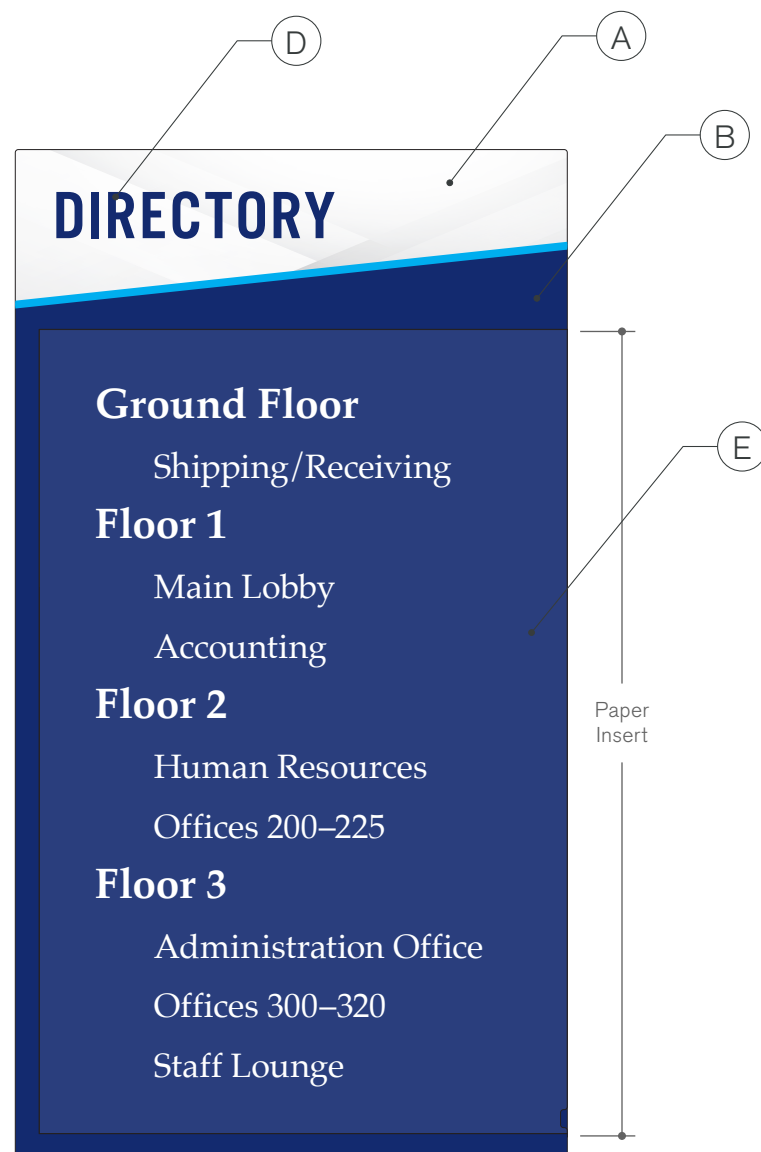 D
A
B
DIRECTORY
Ground Floor
Shipping/Receiving
E
Floor 1
Main Lobby
Accounting
Floor 2
Paper
Insert
Human Resources
Offices 200–225
Floor 3
Administration Office
Offices 300–320
Staff Lounge